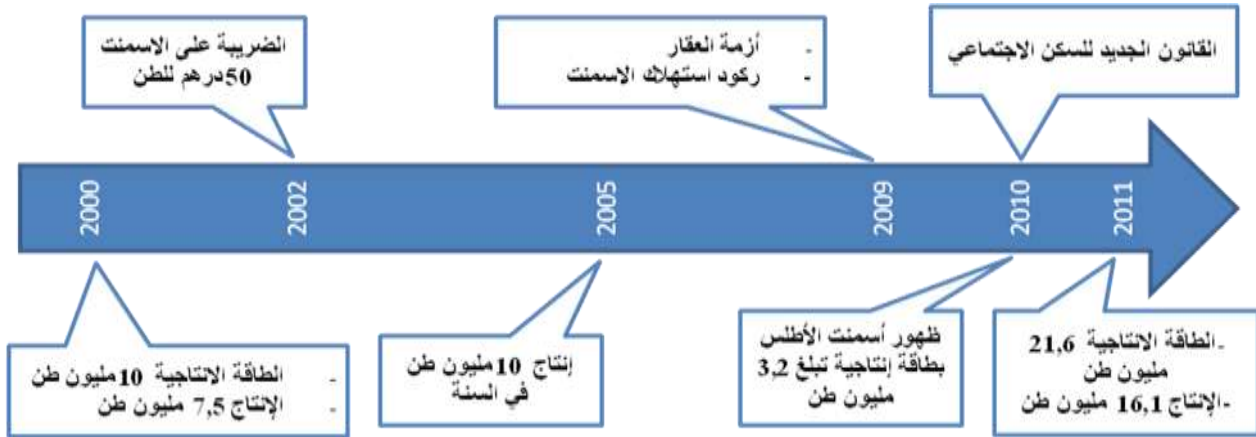 الضريبة على الاسمنت
50درهم للطن
- أزمة العقار
- ركود استهلاك الاسمنت
القانون الجديد للسكن الاجتماعي
2000
2002
2005
2009
2010
2011
- الطاقة الانتاجية 10مليون طن
- الإنتاج 7,5 مليون طن
إنتاج 10مليون طن
في السنة
ظهور أسمنت الأطلس
بطاقة إنتاجية تبلغ 3,2
مليون طن
-الطاقة الانتاجية 21,6
مليون طن
-الإنتاج 16,1 مليون طن